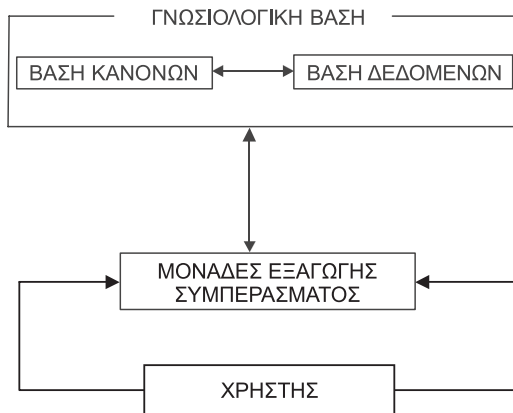 ΓΝΩΣΙΟΛΟΓΙΚΗ ΒΑΣΗ
ΒΑΣΗ ΚΑΝΟΝΩΝ
ΒΑΣΗ ΔΕΔΟΜΕΝΩΝ
ΜΟΝΑΔΕΣ ΕΞΑΓΩΓΗΣ
ΣΥΜΠΕΡΑΣΜΑΤΟΣ
ΧΡΗΣΤΗΣ